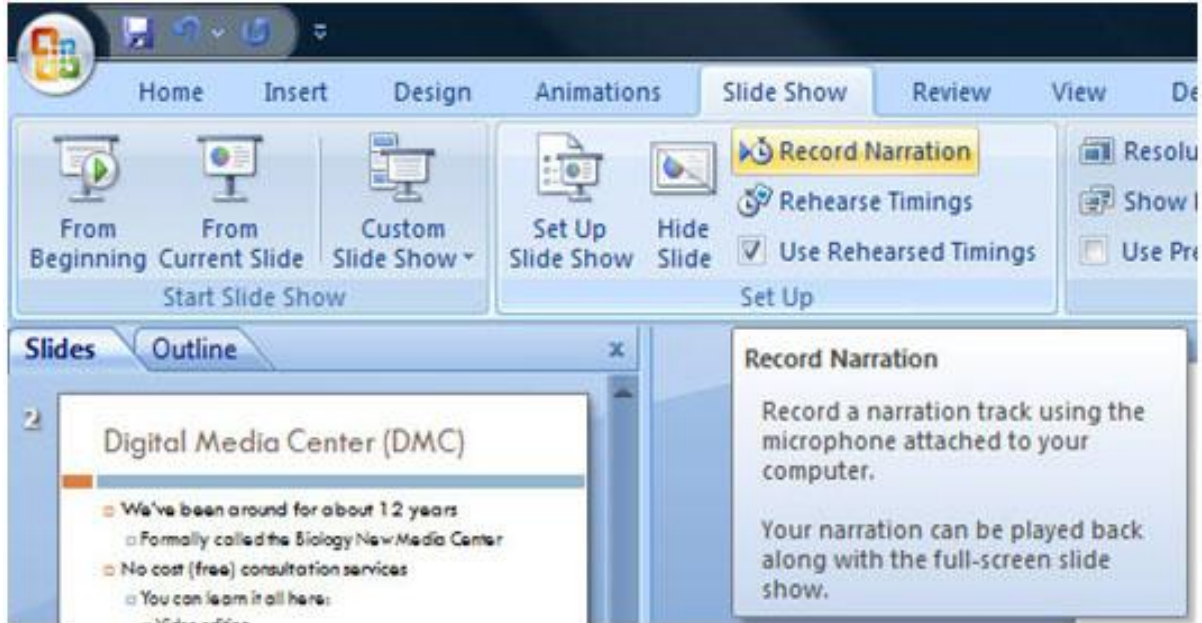 Home Insert Design Animations Slide Show Review View
Record Narration
Rehearse Timings
Use Rehearsed Timings
From Beginning
From Current Slide
Custom Slide Show
Set Up Slide Show
Hide Slide
Show
Use
Start Slide Show
Set Up
Slides Outline
Record Narration
Record a narration track using the
microphone attached to your
computer.
Your narration can be played back
along with the full-screen slide
show.
2
Digital Media Center (DMC)
We've been around for about 12 years
Formally called the Biology New Media Center
No cost (free) consultation services
You can learn it all here: